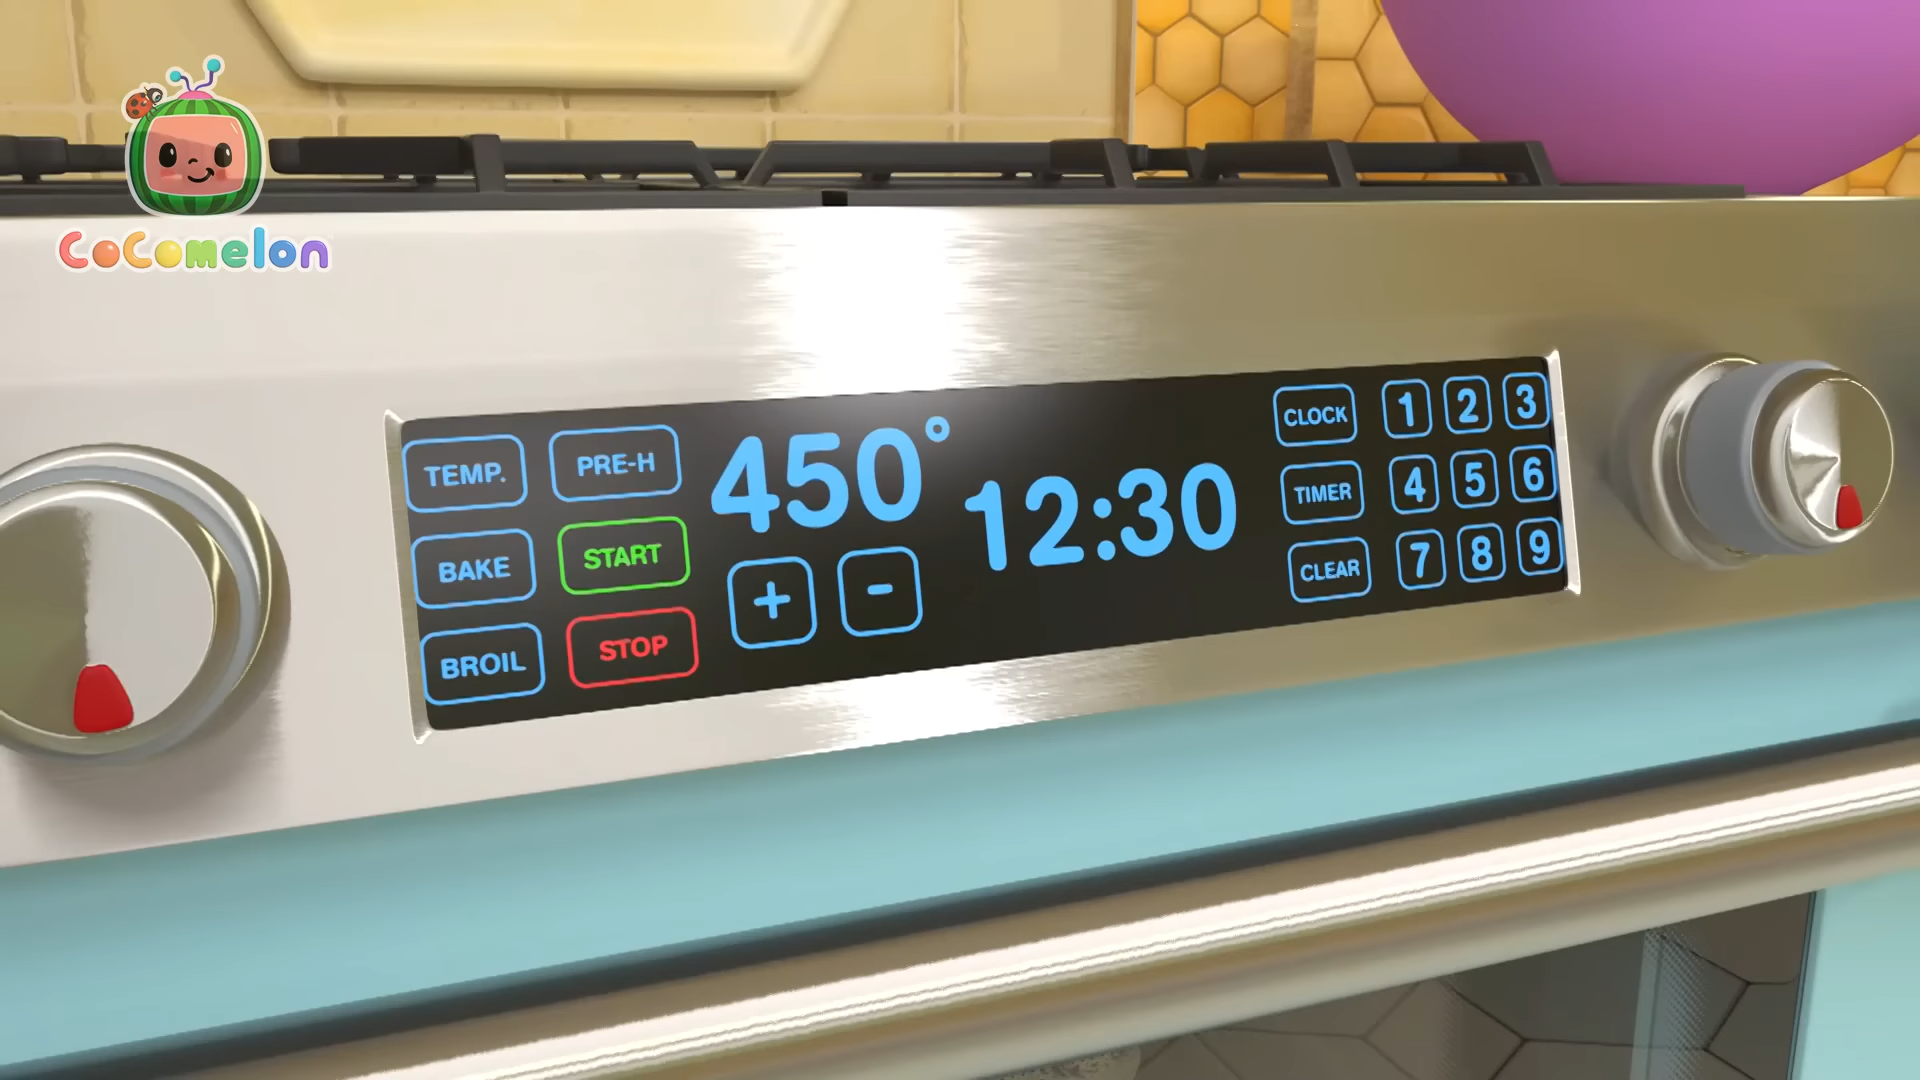 CoComelon
TEMP. PRE-H 450° 12:30 CLOCK 1 2 3
BAKE START + - TIMER 4 5 6
BROIL STOP CLEAR 7 8 9